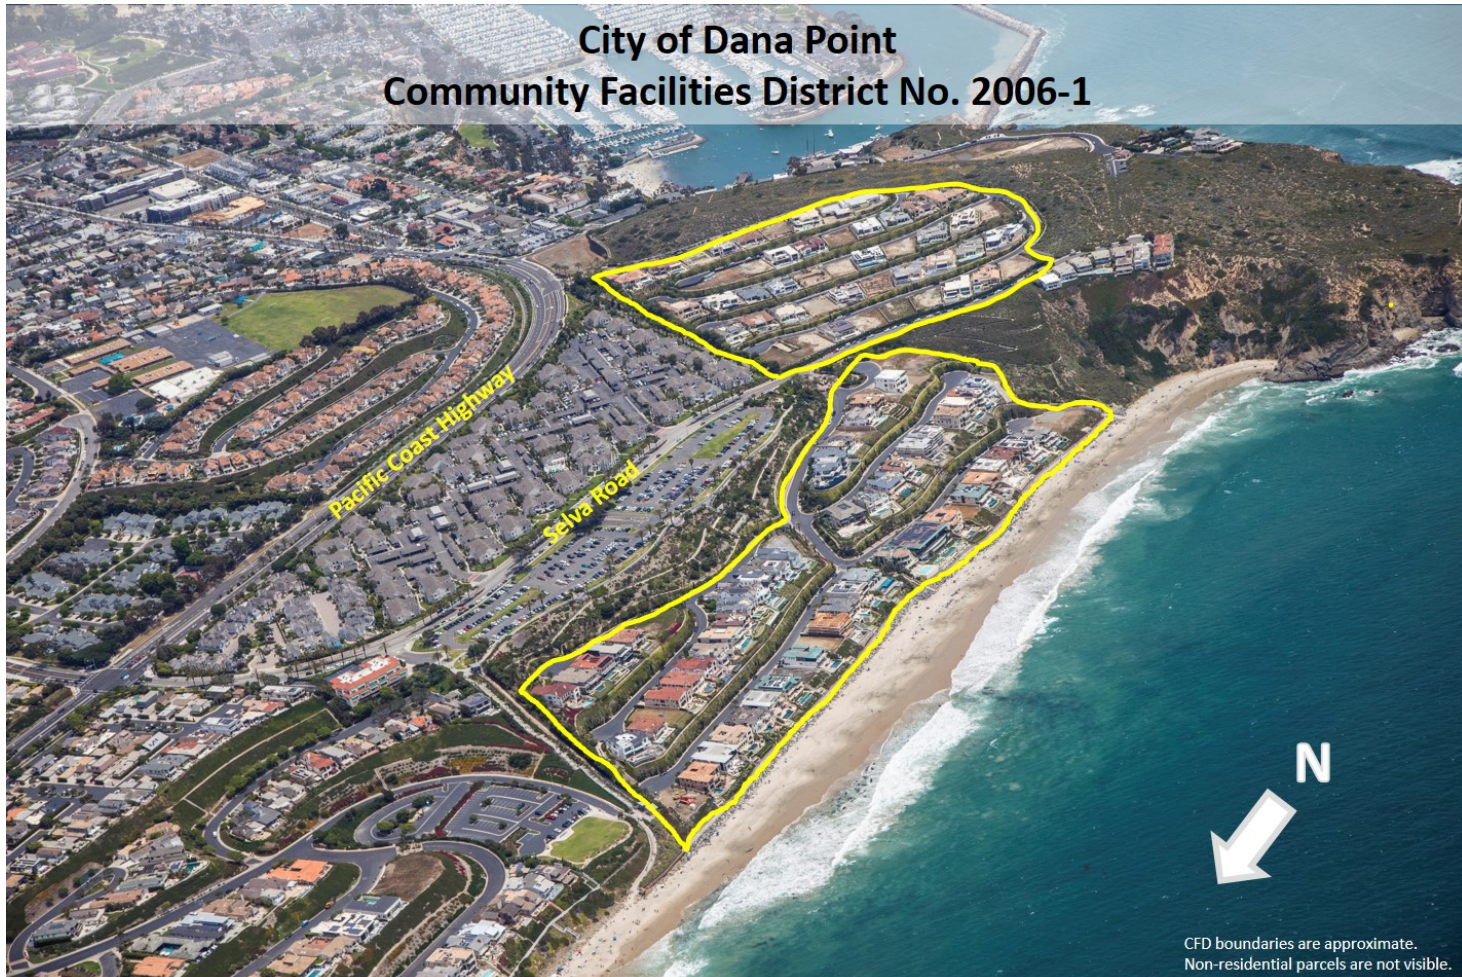 City of Dana Point
Community Facilities District No. 2006-1
Pacific Coast Highway
Selva Road
N
CFD boundaries are approximate.
Non-residential parcels are not visible.